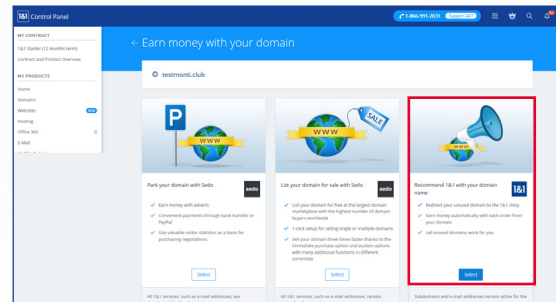 1&1 Control Panel
1-866-991-2631 Support 24/7
MY CONTRACT
1&1 Starter (12 months term)
Contract and Product Overview
MY PRODUCTS
Home
Domains
Websites NEW
Hosting
Office 365
E-Mail
← Earn money with your domain
testmonti.club
P
WWW
Park your domain with Sedo
sedo
✓ Earn money with adverts
✓ Convenient payments through bank transfer or
PayPal
✓ Use valuable visitor statistics as a basis for
purchasing negotiations
Select
All 1&1 services, such as e-mail addresses, are
SALE
WWW
List your domain for sale with Sedo
sedo
✓ List your domain for free at the largest domain
marketplace with the highest number of domain
buyers worldwide
✓ 1-click setup for selling single or multiple domains
✓ Sell your domain three times faster thanks to the
immediate purchase option and auction options
with many additional functions in different
currencies
Select
All 1&1 services, such as e-mail addresses, remain
WWW
Recommend 1&1 with your domain
name
1&1
✓ Redirect your unused domain to the 1&1 shop.
✓ Earn money automatically with each order from
your domain
✓ Let unused domains work for you
Select
Subdomains and e-mail addresses remain active for the